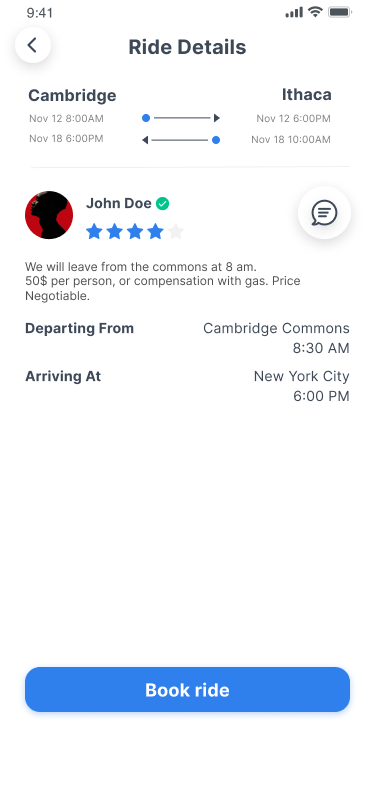 9:41
Ride Details
Cambridge
Ithaca
Nov 12 8:00AM
Nov 12 6:00PM
Nov 18 6:00PM
Nov 18 10:00AM
John Doe
We will leave from the commons at 8 am.
50$ per person, or compensation with gas. Price
Negotiable.
Departing From
Cambridge Commons
8:30 AM
Arriving At
New York City
6:00 PM
Book ride